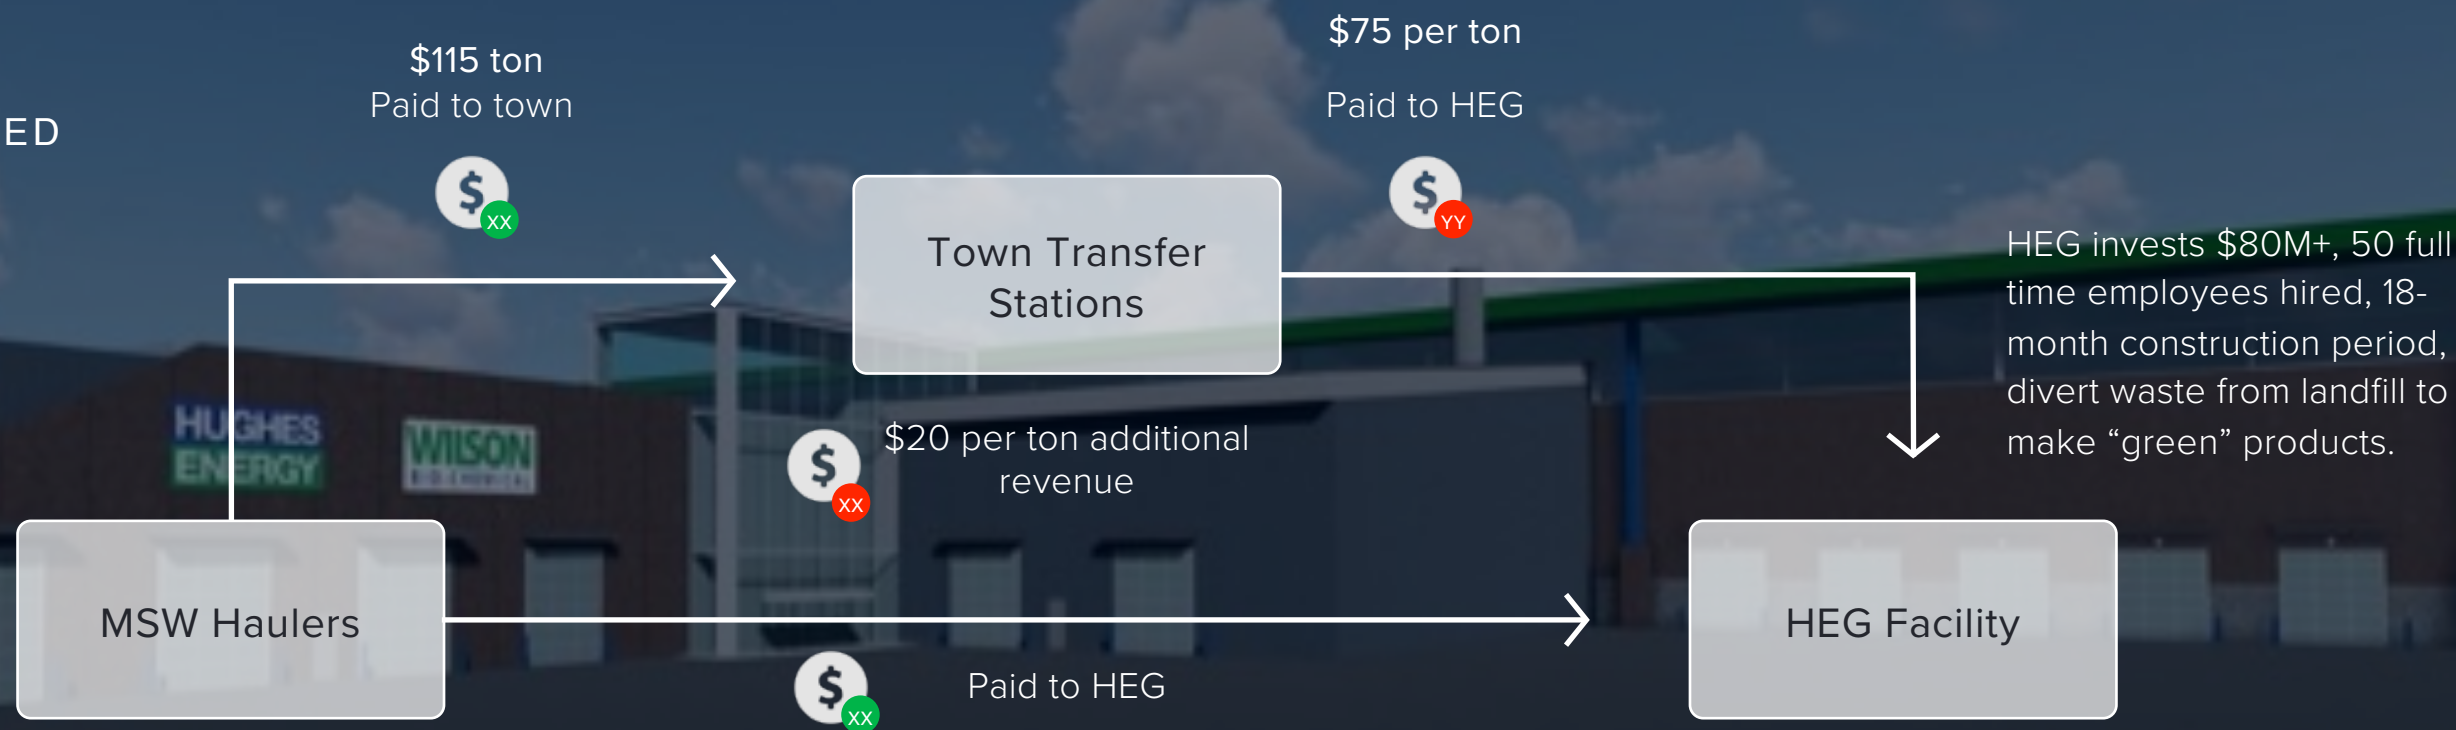 $115 ton
Paid to town
ED
$
XX
$75 per ton
Paid to HEG
$
YY
Town Transfer
Stations
HEG invests $80M+, 50 full
time employees hired, 18-
month construction period,
divert waste from landfill to
make “green” products.
HUGHES
ENERGY
WILSON
BIO-CHEMICAL
$
XX
$20 per ton additional
revenue
MSW Haulers
HEG Facility
$
XX
Paid to HEG